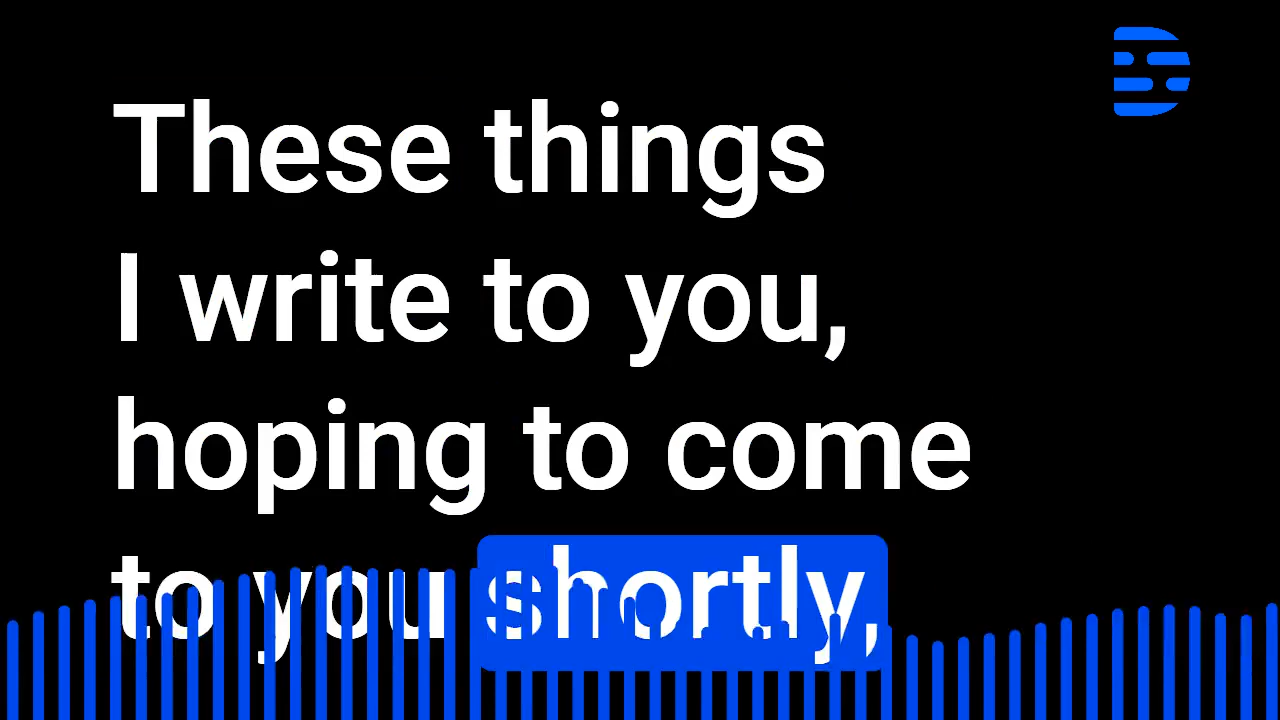 These things
I write to you,
hoping to come
to you shortly,